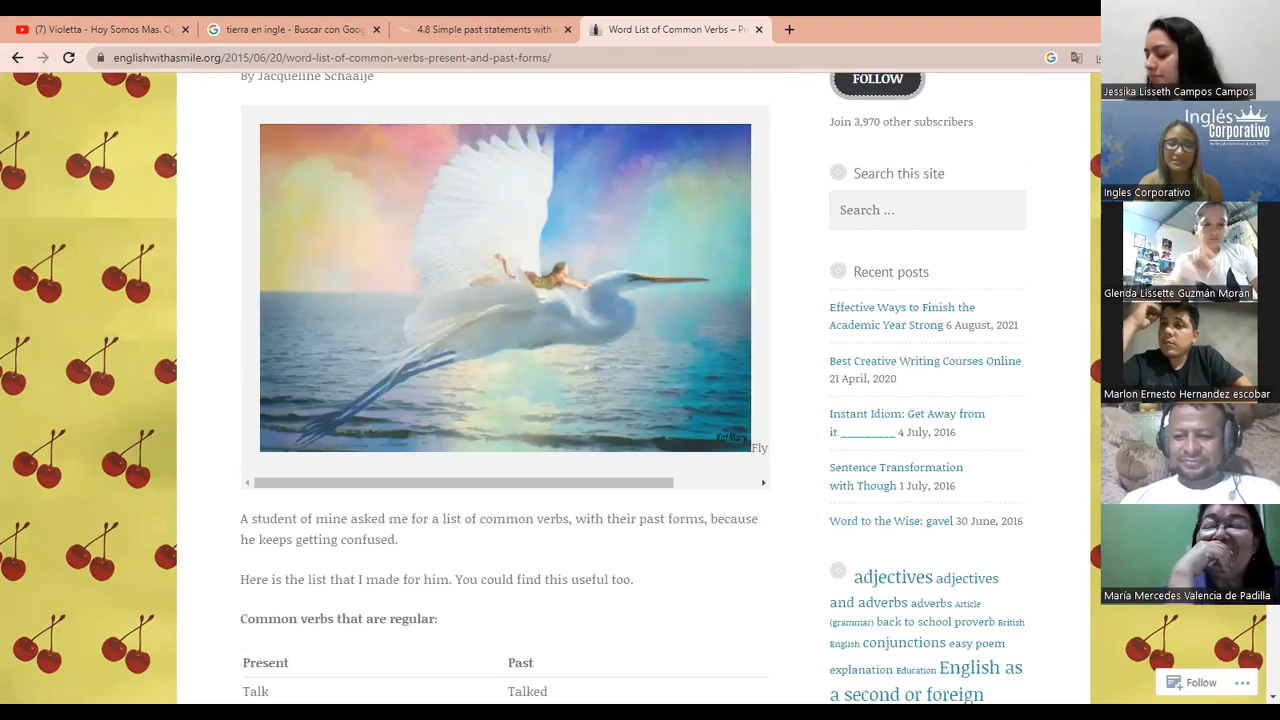 (7) Violetta - Hoy Somos Mas. O
tierra en ingle - Buscar con Goog
4.8 Simple past statements with
Word List of Common Verbs – Pr
englishwithasmile.org/2015/06/20/word-list-of-common-verbs-present-and-past-forms/
By Jacqueline Schaalje
KatMary
Fly
A student of mine asked me for a list of common verbs, with their past forms, because
he keeps getting confused.
Here is the list that I made for him. You could find this useful too.
Common verbs that are regular:
Present Past
Talk Talked
FOLLOW
Join 3,970 other subscribers
Search this site
Search …
Recent posts
Effective Ways to Finish the
Academic Year Strong 6 August, 2021
Best Creative Writing Courses Online
21 April, 2020
Instant Idiom: Get Away from
it _________ 4 July, 2016
Sentence Transformation
with Though 1 July, 2016
Word to the Wise: gavel 30 June, 2016
adjectives adjectives
and adverbs adverbs Article
(grammar) back to school proverb British
English conjunctions easy poem
explanation Education English as
a second or foreign
Follow
Jessika Lisseth Campos Campos
Inglés
Corporativo
Ingles Corporativo
Glenda Lissette Guzmán Morán
Marlon Ernesto Hernandez escobar
María Mercedes Valencia de Padilla